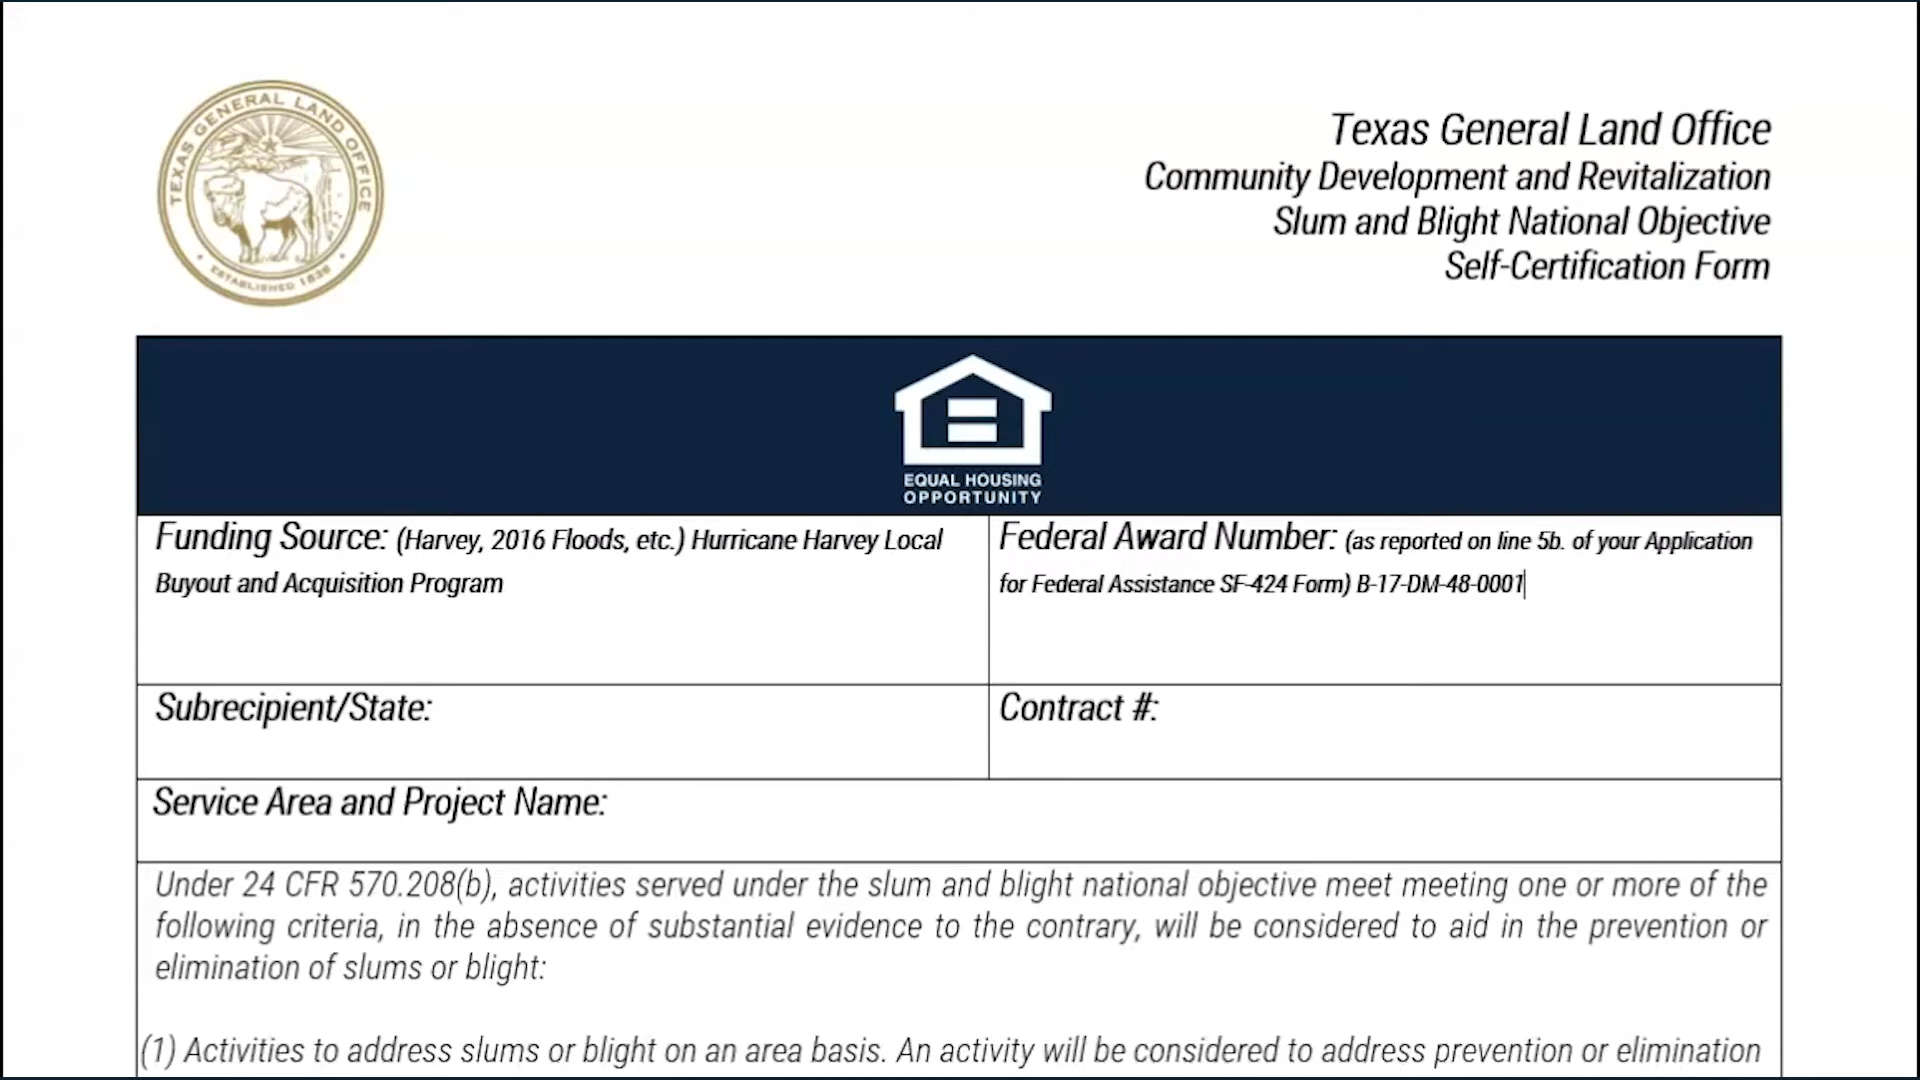 TEXAS GENERAL LAND OFFICE
ESTABLISHED 1836
Texas General Land Office
Community Development and Revitalization
Slum and Blight National Objective
Self-Certification Form
EQUAL HOUSING
OPPORTUNITY
Funding Source: (Harvey, 2016 Floods, etc.) Hurricane Harvey Local
Buyout and Acquisition Program
Federal Award Number: (as reported on line 5b. of your Application
for Federal Assistance SF-424 Form) B-17-DM-48-0001
Subrecipient/State:
Contract #:
Service Area and Project Name:
Under 24 CFR 570.208(b), activities served under the slum and blight national objective meet meeting one or more of the
following criteria, in the absence of substantial evidence to the contrary, will be considered to aid in the prevention or
elimination of slums or blight:
(1) Activities to address slums or blight on an area basis. An activity will be considered to address prevention or elimination